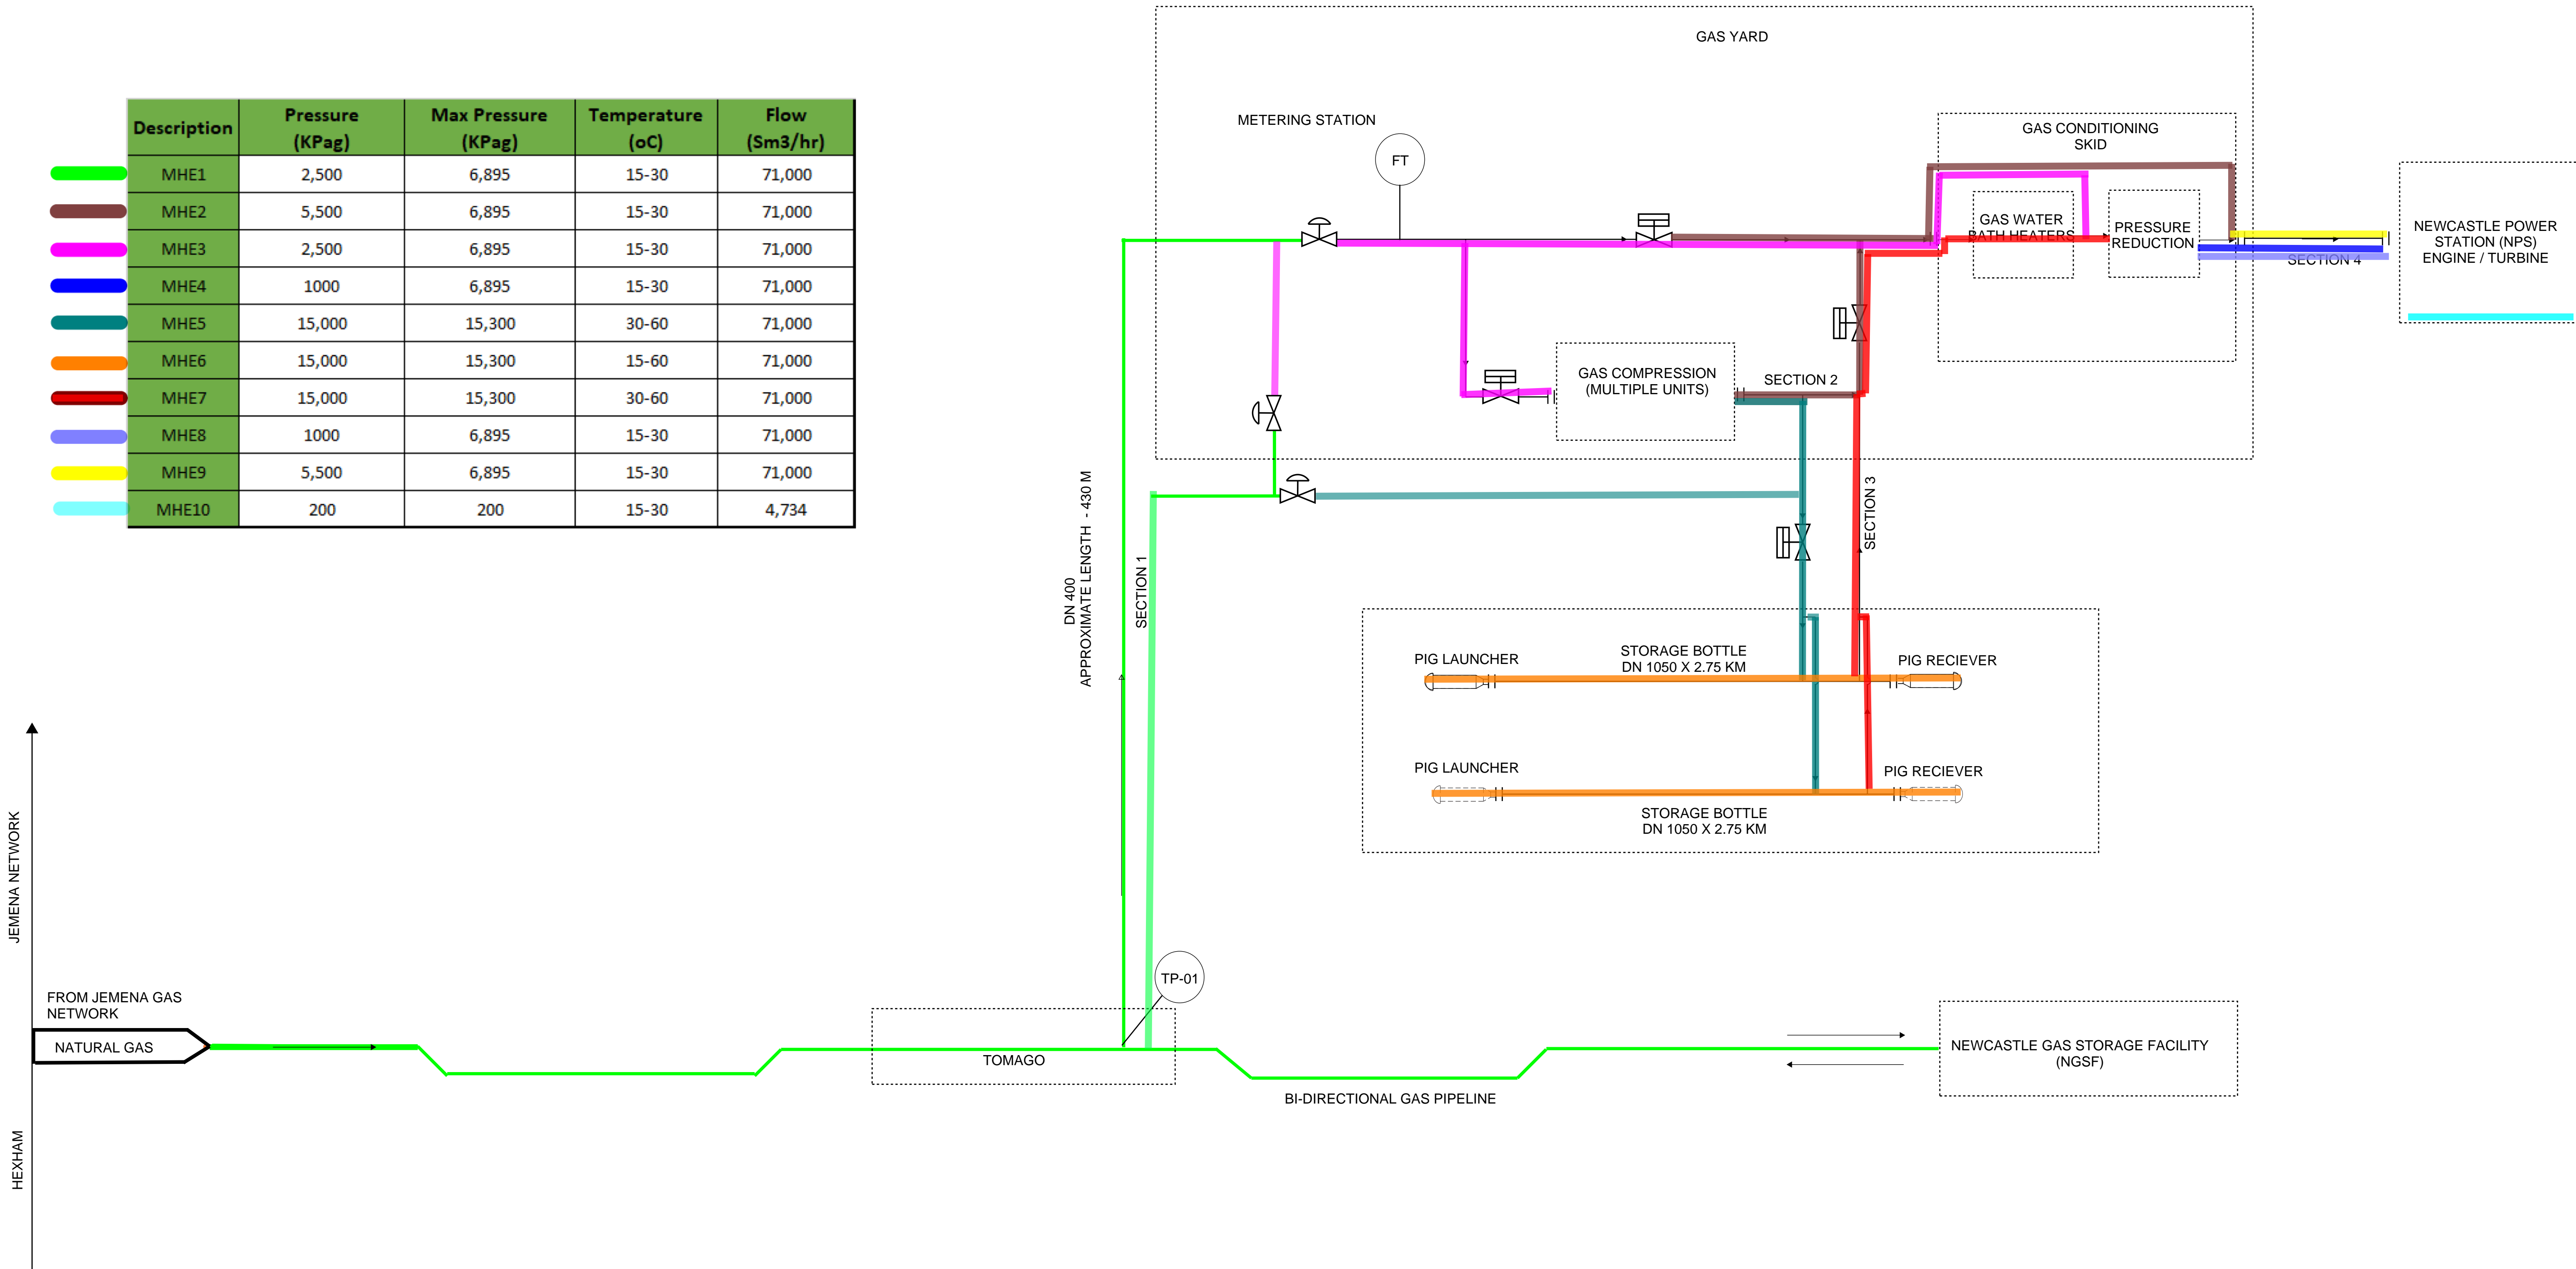 GAS YARD
Description Pressure (KPag) Max Pressure (KPag) Temperature (oC) Flow (Sm3/hr)
MHE1 2,500 6,895 15-30 71,000
MHE2 5,500 6,895 15-30 71,000
MHE3 2,500 6,895 15-30 71,000
MHE4 1000 6,895 15-30 71,000
MHE5 15,000 15,300 30-60 71,000
MHE6 15,000 15,300 15-60 71,000
MHE7 15,000 15,300 30-60 71,000
MHE8 1000 6,895 15-30 71,000
MHE9 5,500 6,895 15-30 71,000
MHE10 200 200 15-30 4,734
METERING STATION
FT
GAS CONDITIONING
SKID
GAS WATER
BATH HEATERS
PRESSURE
REDUCTION
SECTION 4
NEWCASTLE POWER
STATION (NPS)
ENGINE / TURBINE
GAS COMPRESSION
(MULTIPLE UNITS)
SECTION 2
DN 400
APPROXIMATE LENGTH - 430 M
SECTION 1
SECTION 3
PIG LAUNCHER
STORAGE BOTTLE
DN 1050 X 2.75 KM
PIG RECIEVER
PIG LAUNCHER
PIG RECIEVER
STORAGE BOTTLE
DN 1050 X 2.75 KM
JEMENA NETWORK
HEXHAM
FROM JEMENA GAS
NETWORK
NATURAL GAS
TOMAGO
TP-01
BI-DIRECTIONAL GAS PIPELINE
NEWCASTLE GAS STORAGE FACILITY
(NGSF)